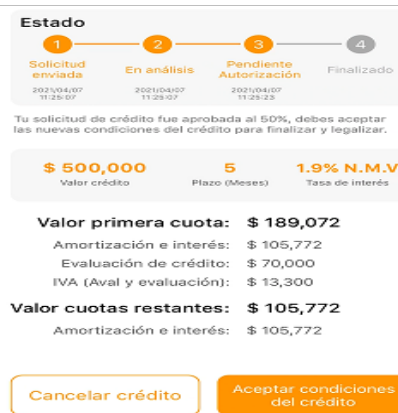 Estado
1 2 3 4
Solicitud enviada
En análisis
Pendiente Autorización
Finalizado
2021/04/07 11:25:07
2021/04/07 11:25:07
2021/04/07 11:25:23
Tu solicitud de crédito fue aprobada al 50%, debes aceptar
las nuevas condiciones del crédito para finalizar y legalizar.
$ 500,000 5 1.9% N.M.V
Valor crédito Plazo (Meses) Tasa de interés
Valor primera cuota: $ 189,072
Amortización e interés: $ 105,772
Evaluación de crédito: $ 70,000
IVA (Aval y evaluación): $ 13,300
Valor cuotas restantes: $ 105,772
Amortización e interés: $ 105,772
Cancelar crédito
Aceptar condiciones
del crédito